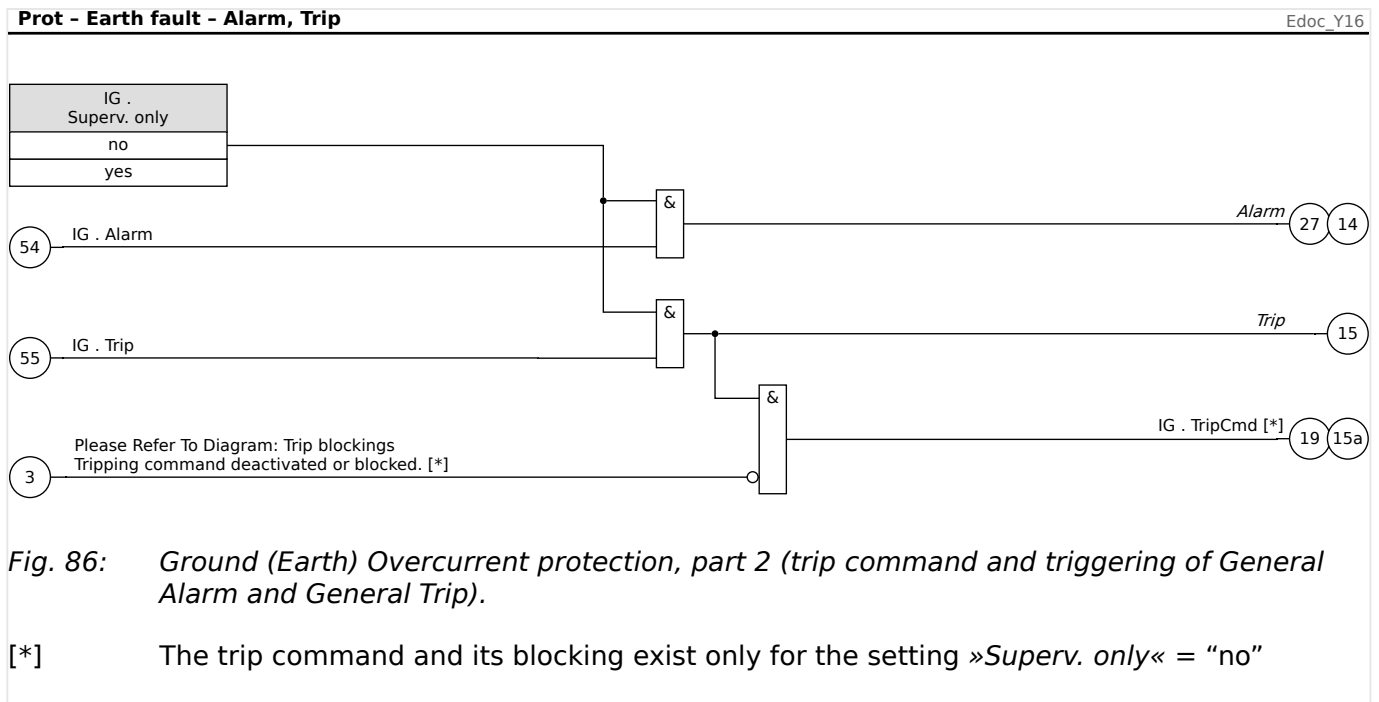 Prot – Earth fault – Alarm, Trip
Edoc_Y16
IG .
Superv. only
no
yes
&
Alarm
27
14
54
IG . Alarm
&
Trip
15
55
IG . Trip
&
IG . TripCmd [*]
19
15a
Please Refer To Diagram: Trip blockings
Tripping command deactivated or blocked. [*]
3
Fig. 86: Ground (Earth) Overcurrent protection, part 2 (trip command and triggering of General
Alarm and General Trip).
[*] The trip command and its blocking exist only for the setting »Superv. only« = “no”